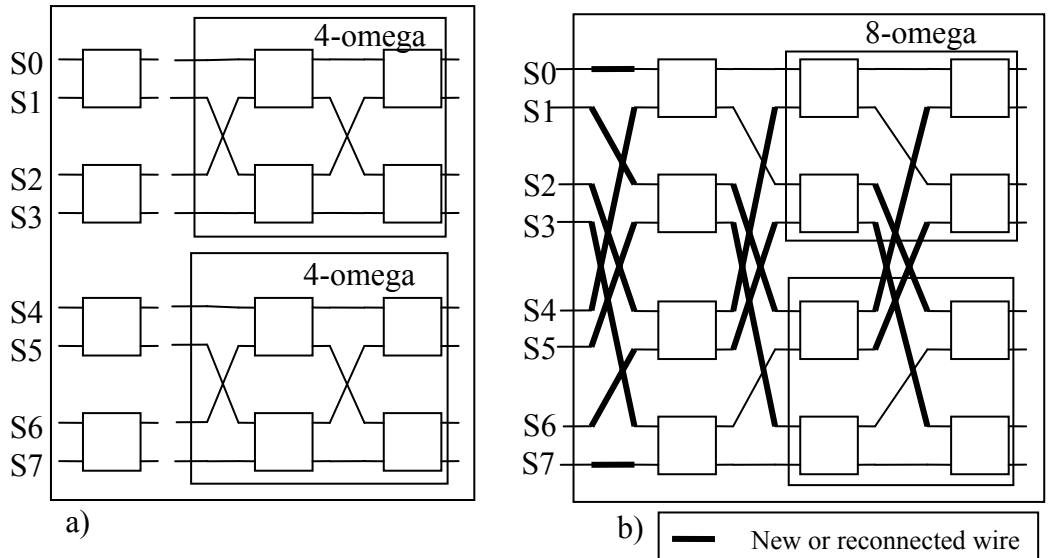 4-omega
S0
S1
S2
S3
4-omega
S4
S5
S6
S7
a)
8-omega
S0
S1
S2
S3
S4
S5
S6
S7
b)
New or reconnected wire